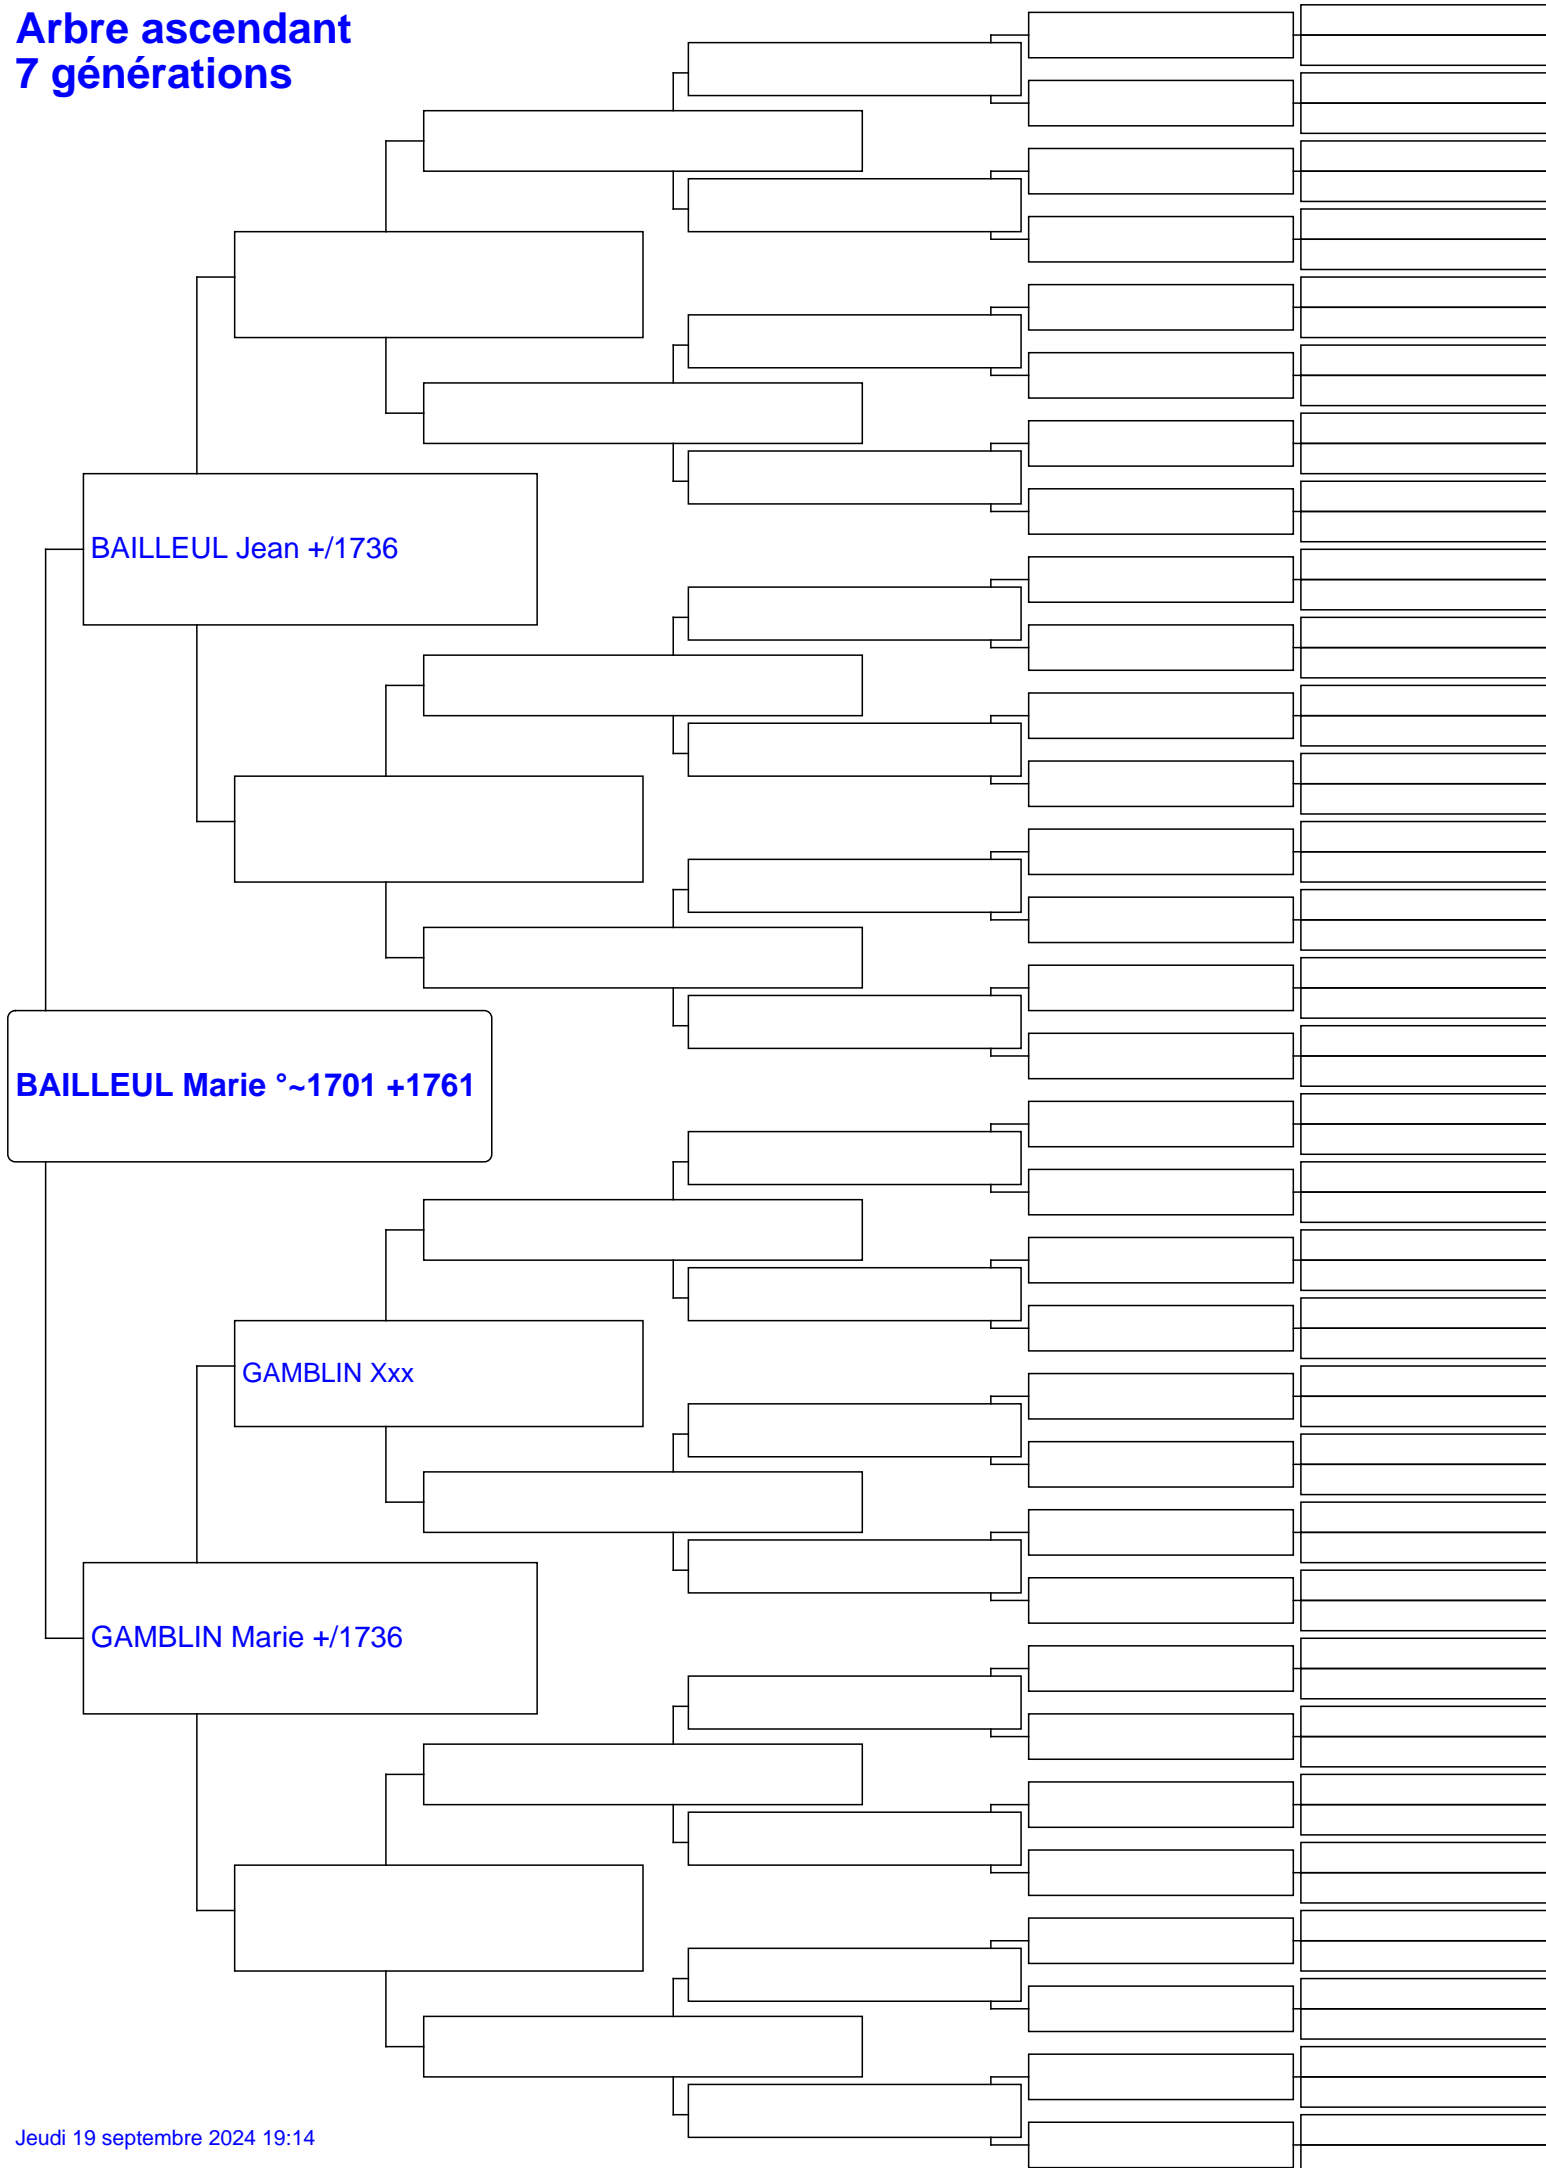 Arbre ascendant
7 générations
BAILLEUL Jean +/1736
BAILLEUL Marie °~1701 +1761
GAMBLIN Xxx
GAMBLIN Marie +/1736
Jeudi 19 septembre 2024 19:14